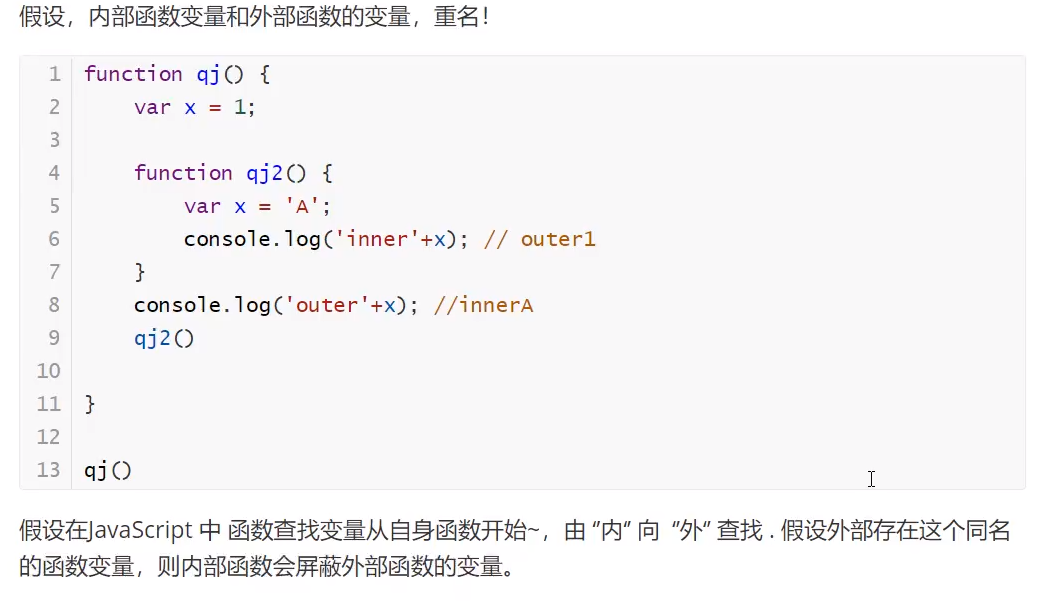 假设，内部函数变量和外部函数的变量，重名！
1 function qj() {
2     var x = 1;
3
4     function qj2() {
5         var x = 'A';
6         console.log('inner'+x); // outer1
7     }
8     console.log('outer'+x); //innerA
9     qj2()
10
11 }
12
13 qj()
假设在JavaScript 中 函数查找变量从自身函数开始~，由 “内” 向 “外” 查找 . 假设外部存在这个同名
的函数变量，则内部函数会屏蔽外部函数的变量。